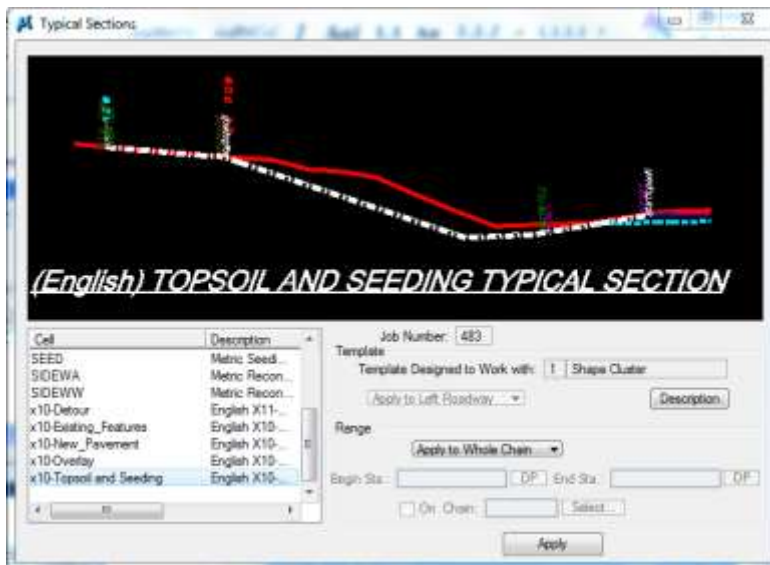 Typical Sections
(English) TOPSOIL AND SEEDING TYPICAL SECTION
Cell Description
SEED Metric Seedi...
SIDEWA Metric Recon...
SIDEWW Metric Recon...
x10-Detour English X11-...
x10-Existing_Features English X10-...
x10-New_Pavement English X10-...
x10-Overlay English X10-...
x10-Topsoil and Seeding English X10-...
Job Number: 483
Template
Template Designed to Work with: 1 Shape Cluster
Apply to Left Roadway
Description
Range
Apply to Whole Chain
Begin Sta.: DP End Sta.: DP
On Chain: Select...
Apply